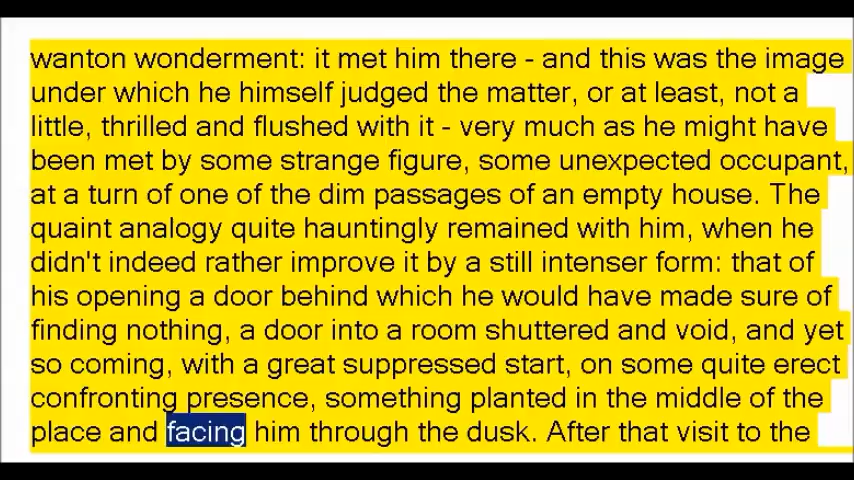 wanton wonderment: it met him there - and this was the image
under which he himself judged the matter, or at least, not a
little, thrilled and flushed with it - very much as he might have
been met by some strange figure, some unexpected occupant,
at a turn of one of the dim passages of an empty house. The
quaint analogy quite hauntingly remained with him, when he
didn't indeed rather improve it by a still intenser form: that of
his opening a door behind which he would have made sure of
finding nothing, a door into a room shuttered and void, and yet
so coming, with a great suppressed start, on some quite erect
confronting presence, something planted in the middle of the
place and facing him through the dusk. After that visit to the